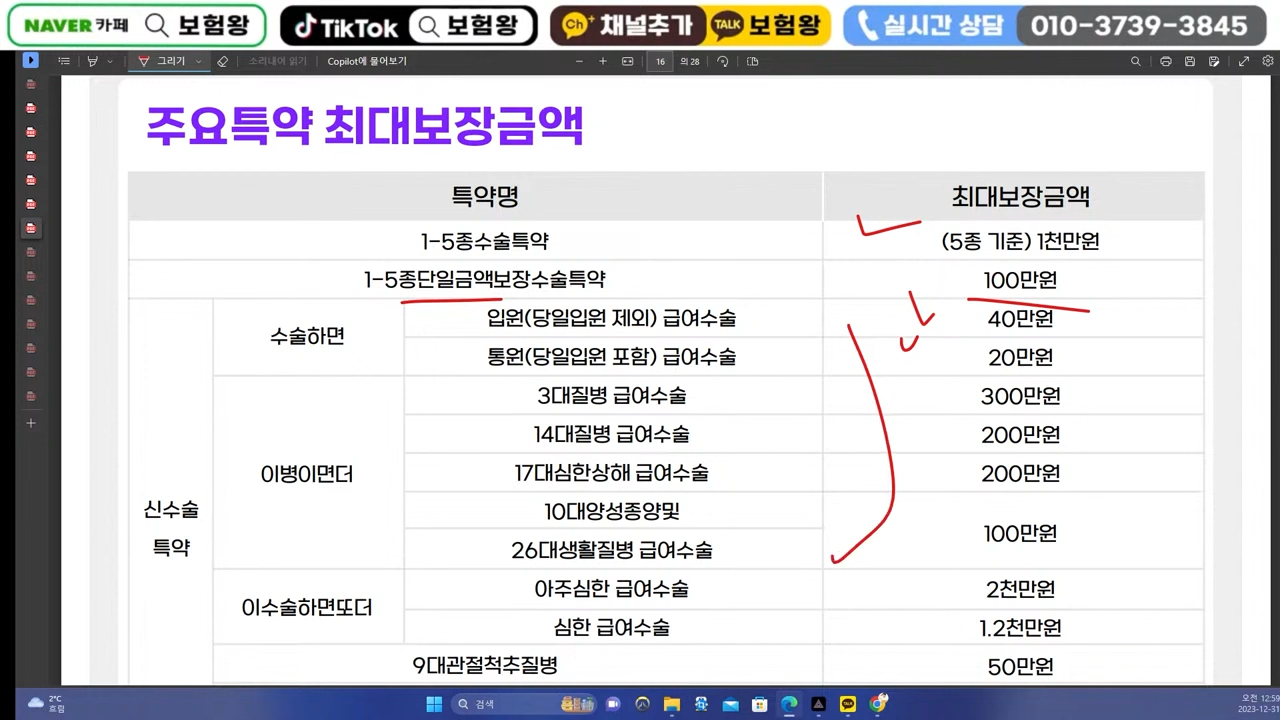 NAVER 카페 보험왕 TikTok 보험왕 Ch+ 채널추가 TALK 보험왕 실시간 상담 010-3739-3845
그리기 소리내어 읽기 Copilot에 물어보기 16 의 28
주요특약 최대보장금액
특약명 최대보장금액
1-5종수술특약 (5종 기준) 1천만원
1-5종단일금액보장수술특약 100만원
신수술
특약
수술하면
입원(당일입원 제외) 급여수술 40만원
통원(당일입원 포함) 급여수술 20만원
이병이면더
3대질병 급여수술 300만원
14대질병 급여수술 200만원
17대심한상해 급여수술 200만원
10대양성종양및
26대생활질병 급여수술 100만원
이수술하면또더
아주심한 급여수술 2천만원
심한 급여수술 1.2천만원
9대관절척추질병 50만원
2°C
흐림
검색
오전 12:59
2023-12-31